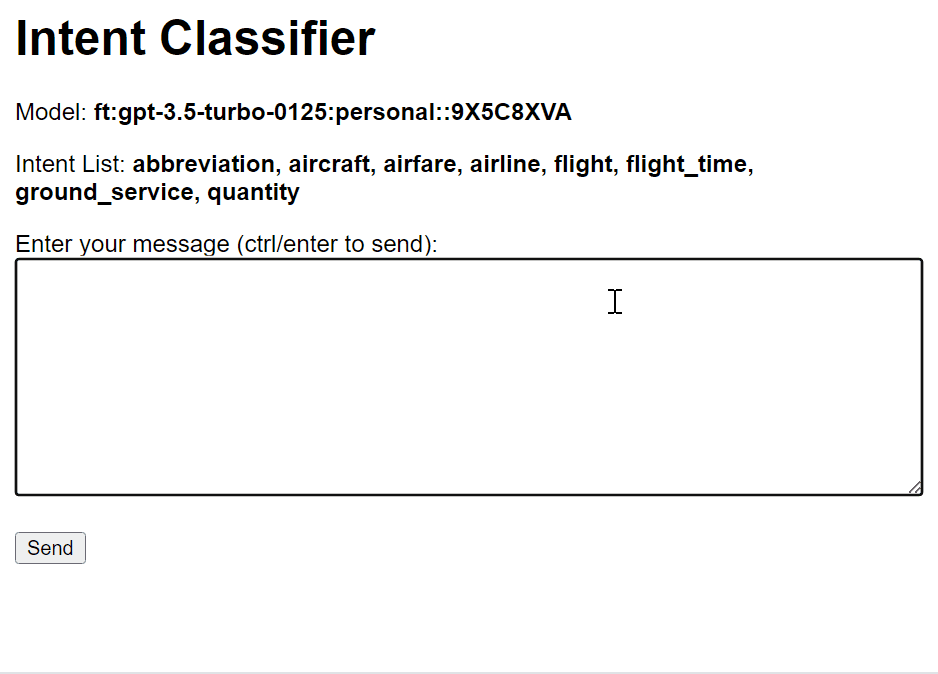 Intent Classifier
Model: ft:gpt-3.5-turbo-0125:personal::9X5C8XVA
Intent List: abbreviation, aircraft, airfare, airline, flight, flight_time,
ground_service, quantity
Enter your message (ctrl/enter to send):
Send